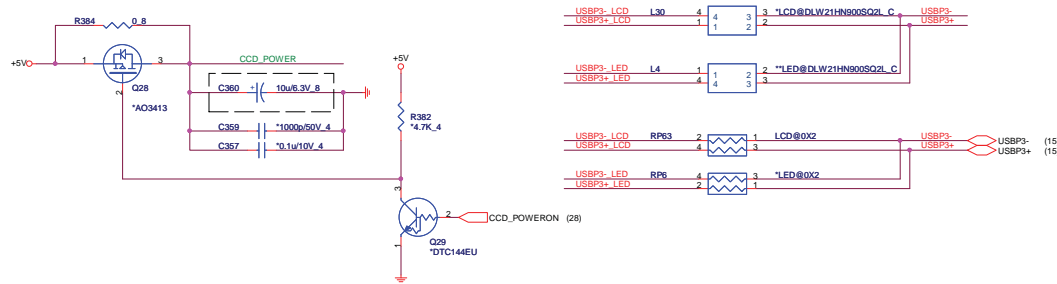 R384 0_8
+5V 1 3
CCD_POWER
Q28
2
*AO3413
C360 + 10u/6.3V_8
C359 *1000p/50V_4
C357 *0.1u/10V_4
+5V
R382
*4.7K_4
3
2 CCD_POWERON (28)
Q29
1 *DTC144EU
USBP3-_LCD L30 4 4 3 3 *LCD@DLW21HN900SQ2L_C USBP3-
USBP3+_LCD 1 1 2 2 USBP3+
USBP3-_LED L4 1 1 2 2 **LED@DLW21HN900SQ2L_C
USBP3+_LED 4 4 3 3
USBP3-_LCD RP63 2 1 LCD@0X2 USBP3- USBP3- (15
USBP3+_LCD 4 3 USBP3+ USBP3+ (15
USBP3-_LED RP6 4 3 *LED@0X2
USBP3+_LED 2 1